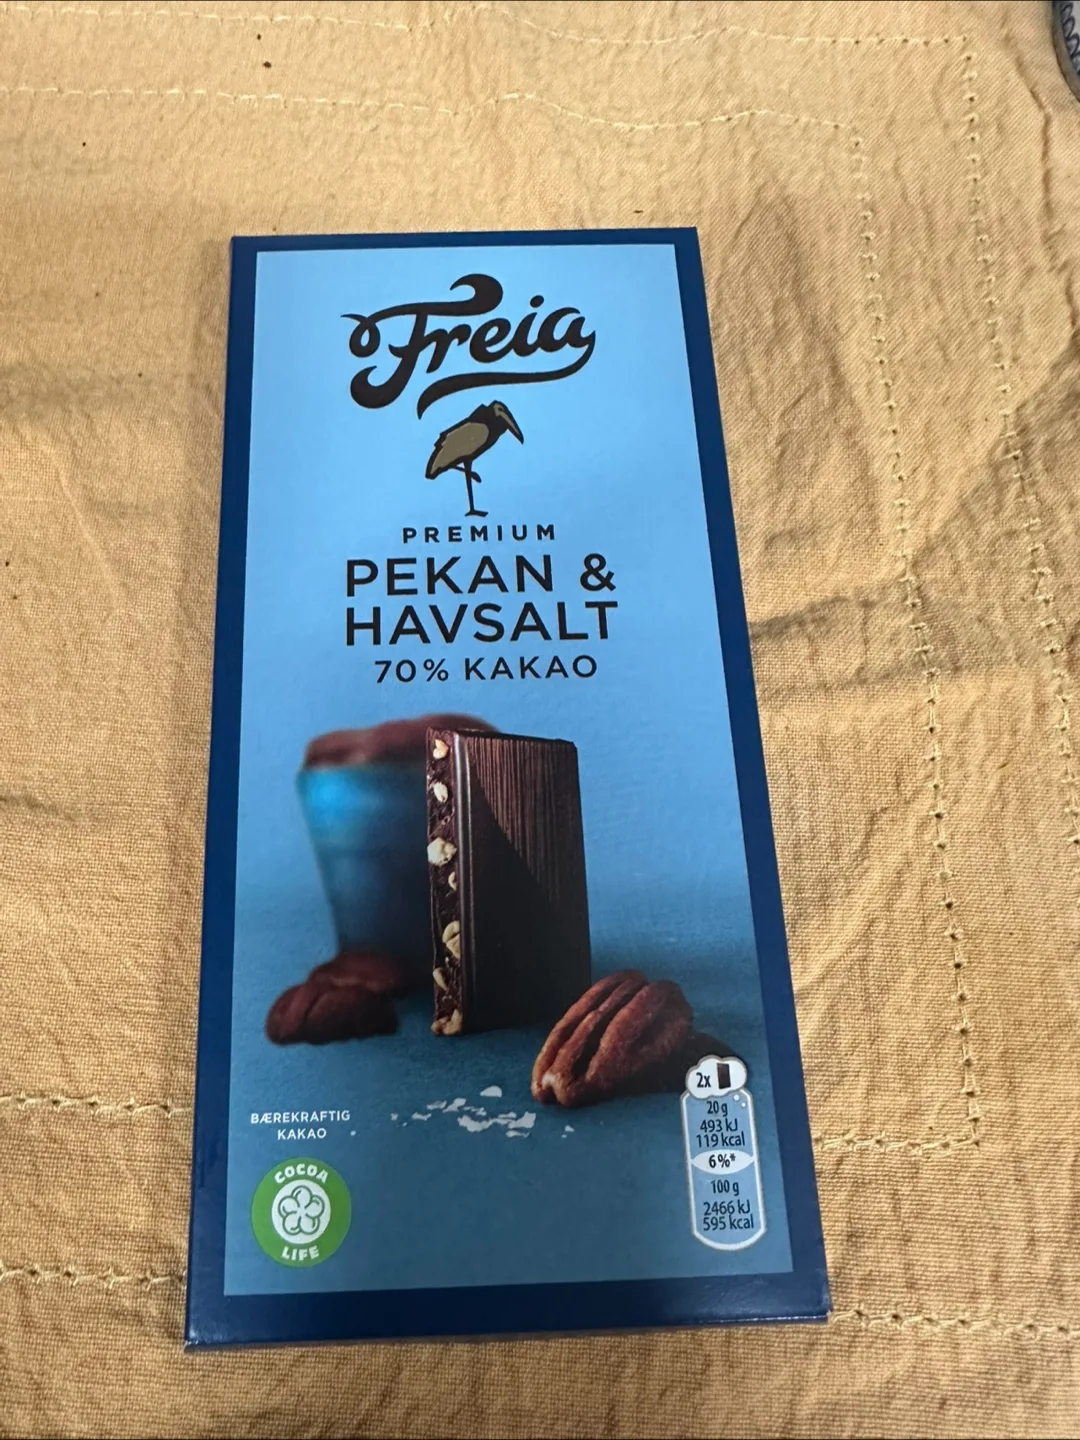 Freia
PREMIUM
PEKAN &
HAVSALT
70% KAKAO
BÆREKRAFTIG
KAKAO
COCOA
LIFE
2x
20 g
493 kJ
119 kcal
6%*
100 g
2466 kJ
595 kcal